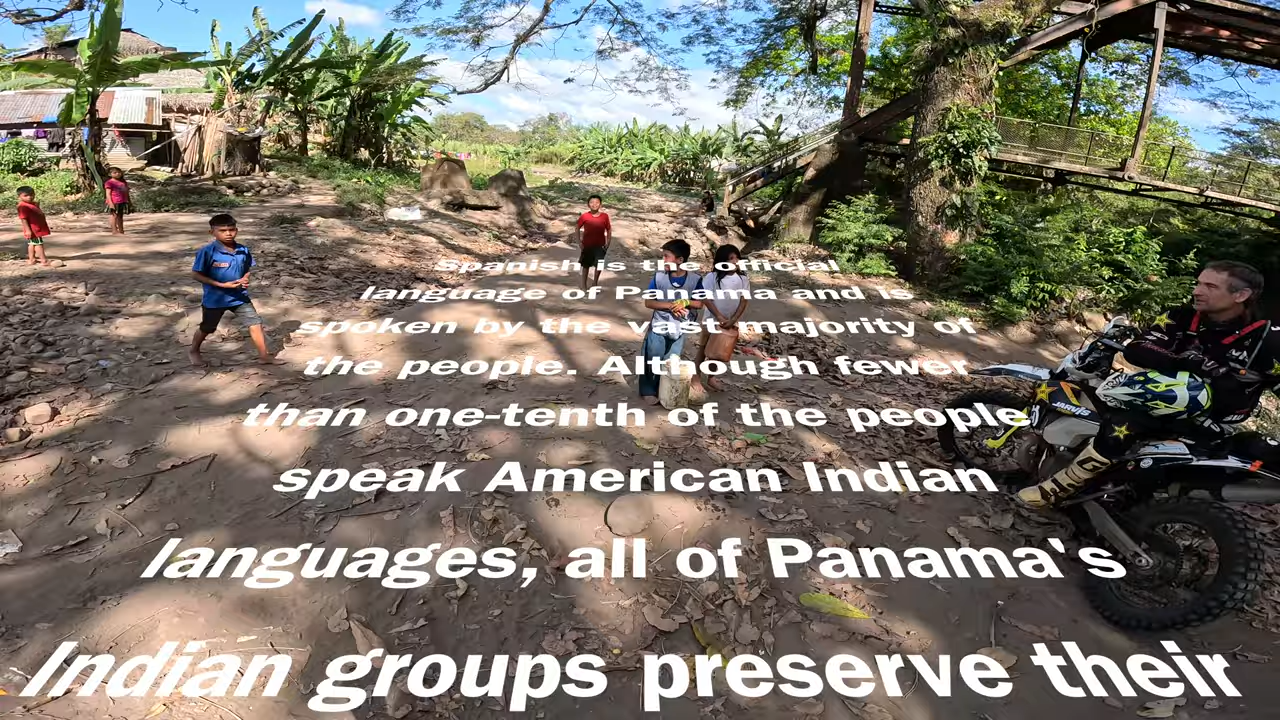 Spanish is the official
language of Panama and is
spoken by the vast majority of
the people. Although fewer
than one-tenth of the people
speak American Indian
languages, all of Panama's
Indian groups preserve their
JARVIS